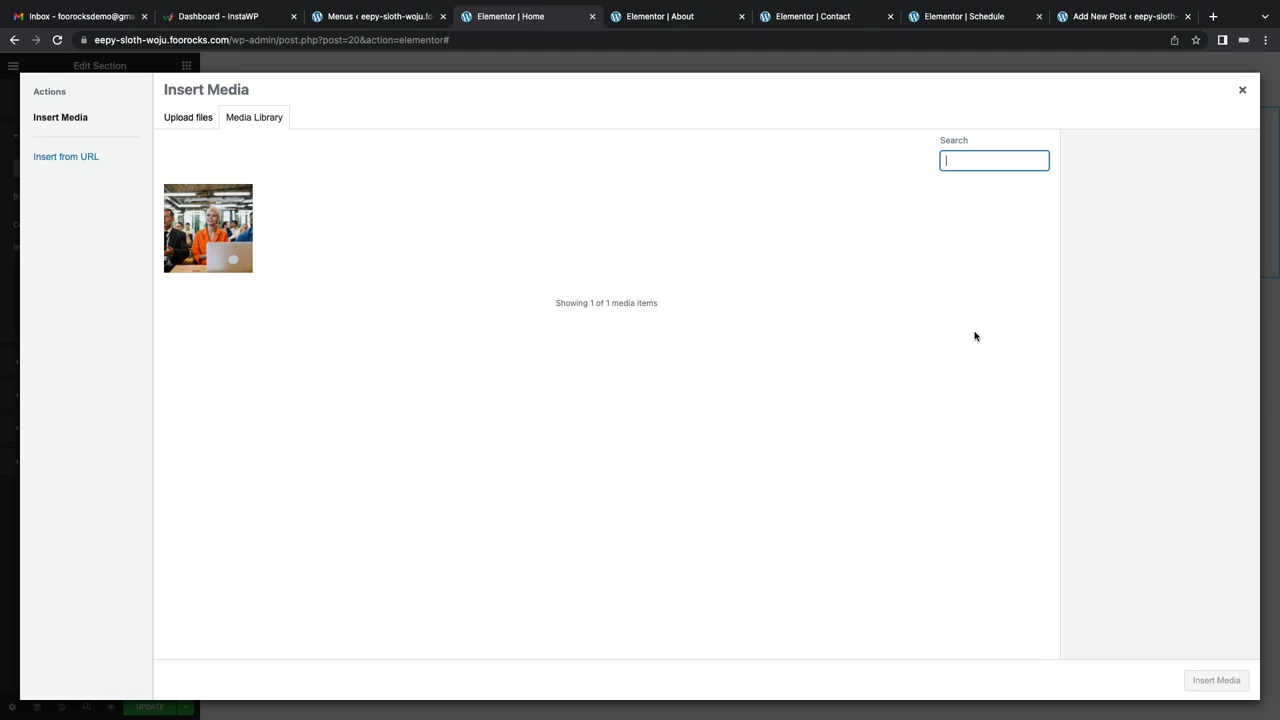 Inbox - foorocksdemo@gma
Dashboard - InstaWP
Menus ‹ eepy-sloth-woju.fo
Elementor | Home
Elementor | About
Elementor | Contact
Elementor | Schedule
Add New Post ‹ eepy-sloth-
eepy-sloth-woju.foorocks.com/wp-admin/post.php?post=20&action=elementor#
Edit Section
Actions
Insert Media
Insert from URL
Insert Media
Upload files
Media Library
Search
Showing 1 of 1 media items
Insert Media
UPDATE